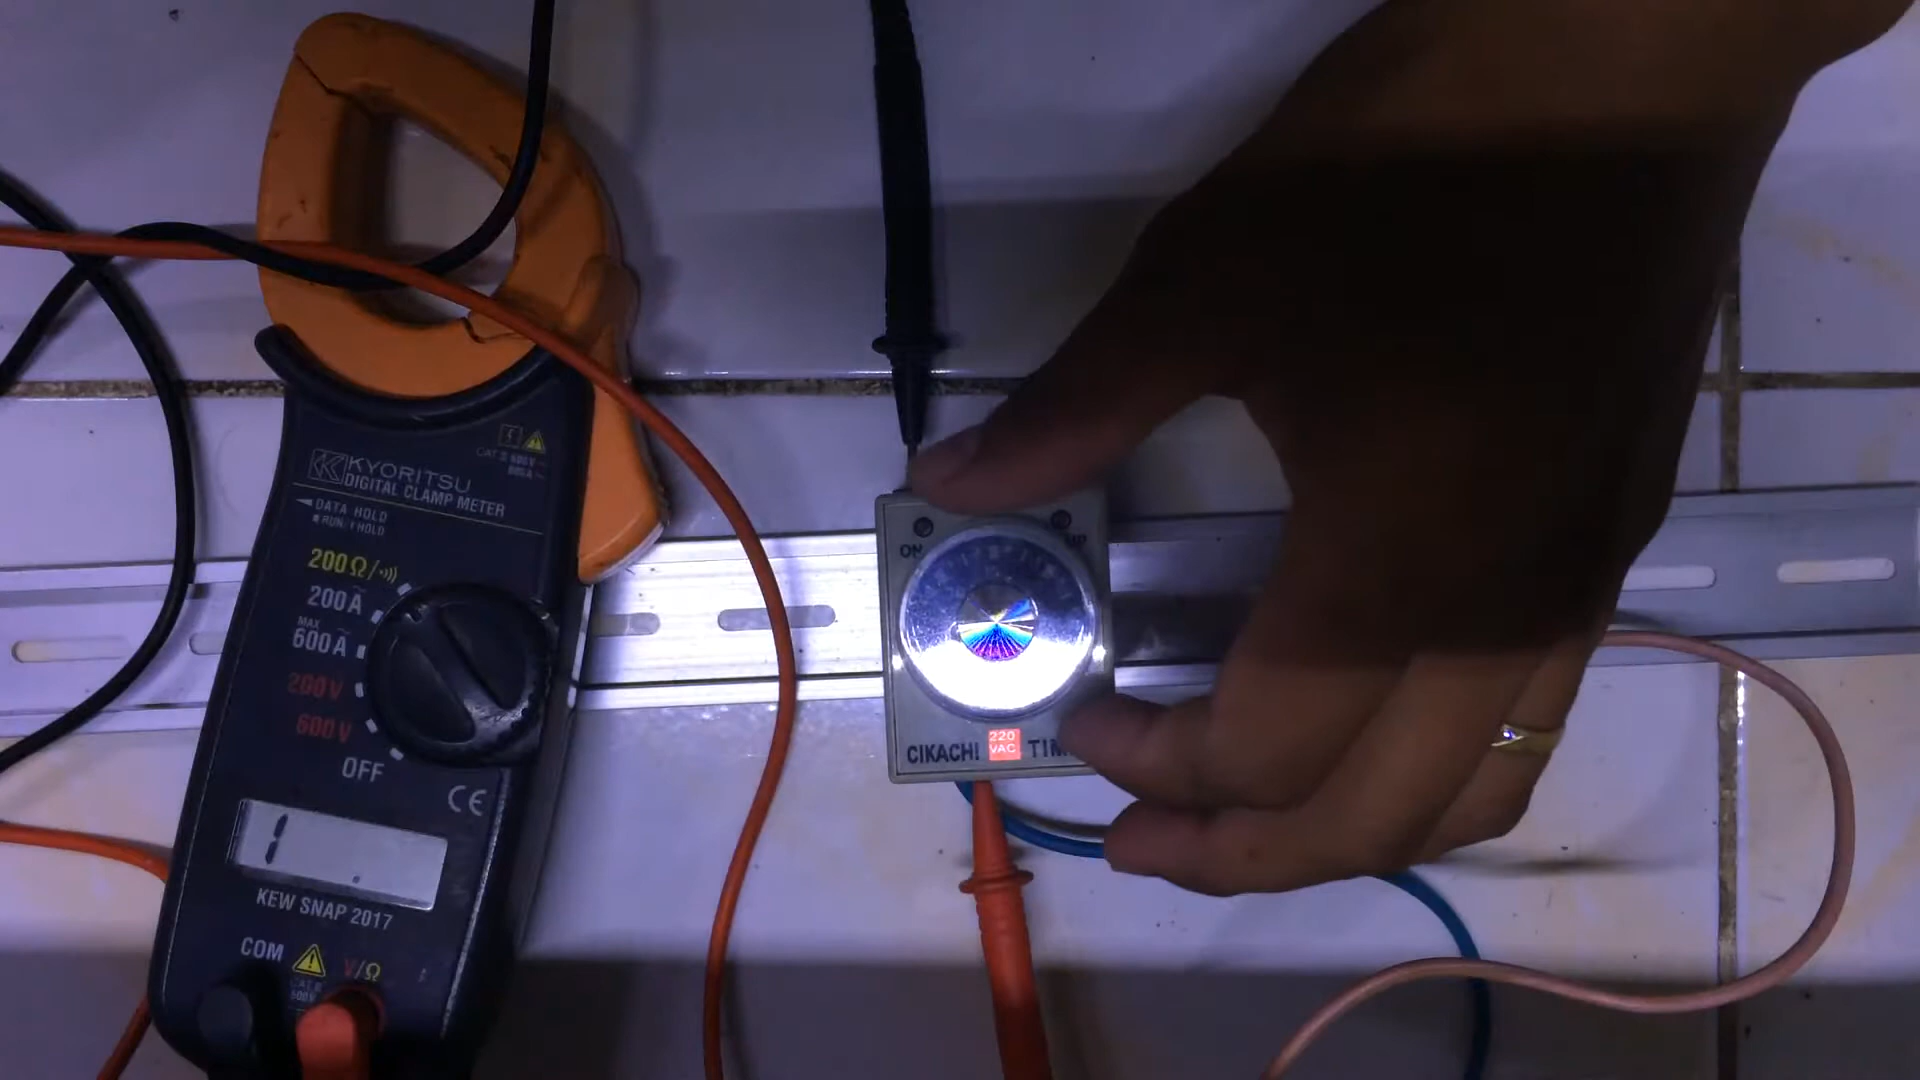 KYORITSU
DIGITAL CLAMP METER
DATA HOLD
RUN/HOLD
200Ω/
200A
MAX
600A
200V
600V
OFF
CE
1
KEW SNAP 2017
COM
V/Ω
ON
CIKACHI
220
VAC